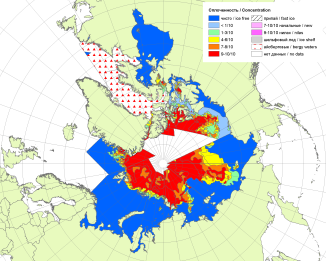 Сплоченность / Concentration
чисто / ice free
< 1/10
1-3/10
4-6/10
7-8/10
9-10/10
припай / fast ice
7-10/10 начальные / new
9-10/10 нилас / nilas
шельфовый лед / ice shelf
айсберговые / bergy waters
нет данных / no data